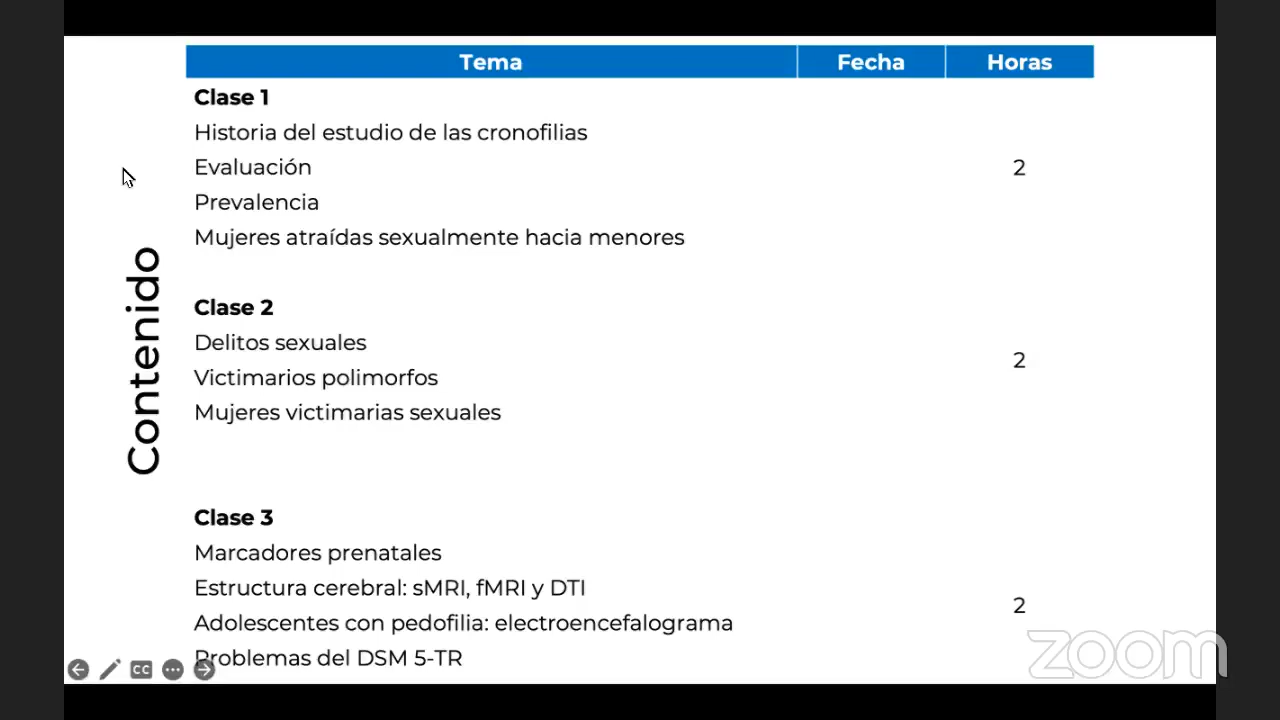 Tema Fecha Horas
Clase 1
Historia del estudio de las cronofilias
Evaluación
2
Prevalencia
Mujeres atraídas sexualmente hacia menores
Contenido
Clase 2
Delitos sexuales
2
Victimarios polimorfos
Mujeres victimarias sexuales
Clase 3
Marcadores prenatales
Estructura cerebral: sMRI, fMRI y DTI
2
Adolescentes con pedofilia: electroencefalograma
Problemas del DSM 5-TR
CC
zoom